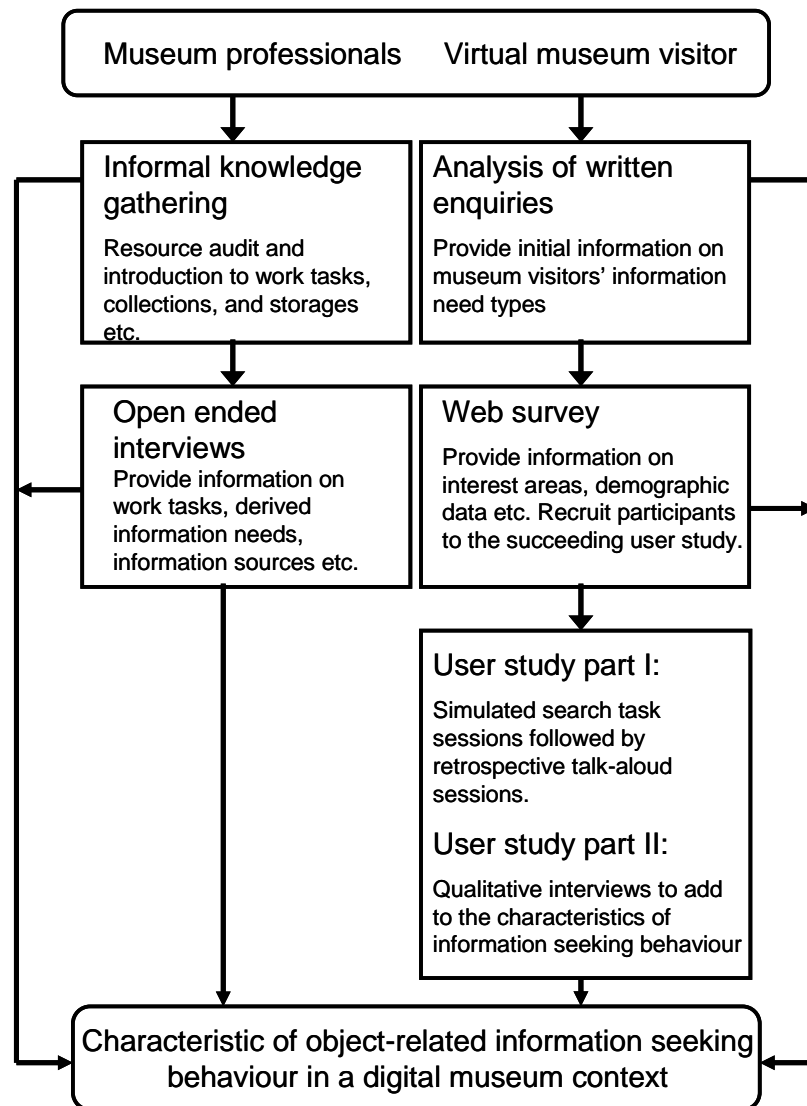 Museum professionals Virtual museum visitor
Informal knowledge
gathering
Resource audit and
introduction to work tasks,
collections, and storages
etc.
Analysis of written
enquiries
Provide initial information on
museum visitors’ information
need types
Open ended
interviews
Provide information on
work tasks, derived
information needs,
information sources etc.
Web survey
Provide information on
interest areas, demographic
data etc. Recruit participants
to the succeeding user study.
User study part I:
Simulated search task
sessions followed by
retrospective talk-aloud
sessions.
User study part II:
Qualitative interviews to add
to the characteristics of
information seeking behaviour
Characteristic of object-related information seeking
behaviour in a digital museum context